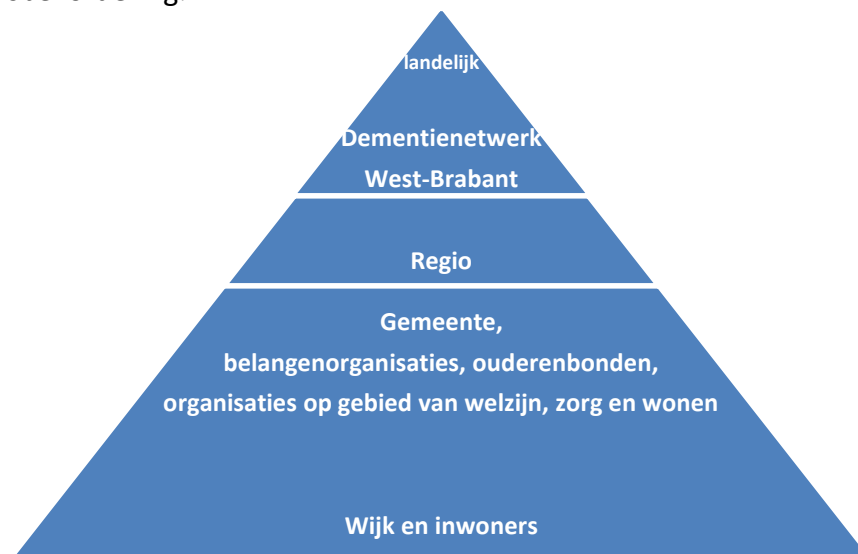 landelijk
Dementienetwerk
West-Brabant
Regio
Gemeente,
belangenorganisaties, ouderenbonden,
organisaties op gebied van welzijn, zorg en wonen
Wijk en inwoners